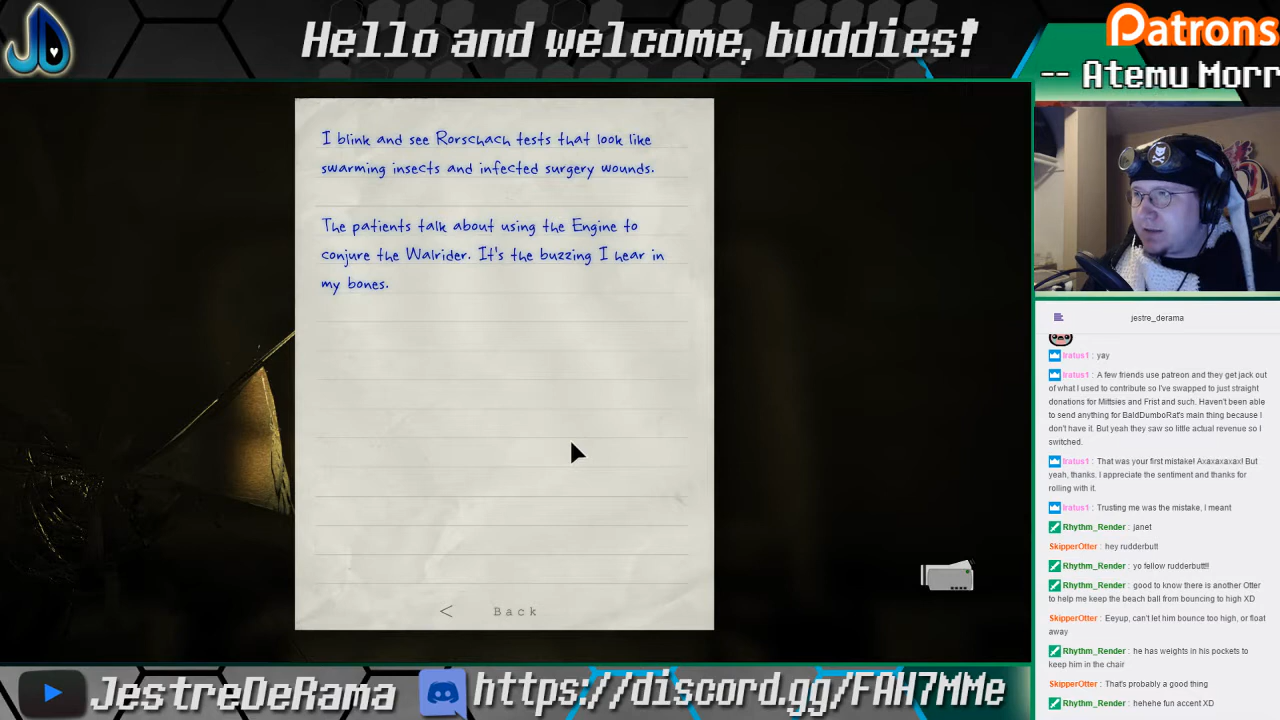 Hello and welcome, buddies!
Patrons
-- Atemu Morr
I blink and see Rorschach tests that look like
swarming insects and infected surgery wounds.
The patients talk about using the Engine to
conjure the Walrider. It's the buzzing I hear in
my bones.
< Back
jestre_derama
Iratus1 : yay
Iratus1 : A few friends use patreon and they get jack out
of what I used to contribute so I've swapped to just straight
donations for Mittsies and Frist and such. Haven't been able
to send anything for BaldDumboRat's main thing because I
don't have it. But yeah they saw so little actual revenue so I
switched.
Iratus1 : That was your first mistake! Axaxaxaxax! But
yeah, thanks. I appreciate the sentiment and thanks for
rolling with it.
Iratus1 : Trusting me was the mistake, I meant
Rhythm_Render : janet
SkipperOtter : hey rudderbutt
Rhythm_Render : yo fellow rudderbutt!!
Rhythm_Render : good to know there is another Otter
to help me keep the beach ball from bouncing to high XD
SkipperOtter : Eeyup, can't let him bounce too high, or float
away
Rhythm_Render : he has weights in his pockets to
keep him in the chair
SkipperOtter : That's probably a good thing
Rhythm_Render : hehehe fun accent XD
JestreDeRama
https://discord.gg/FAH7MMe